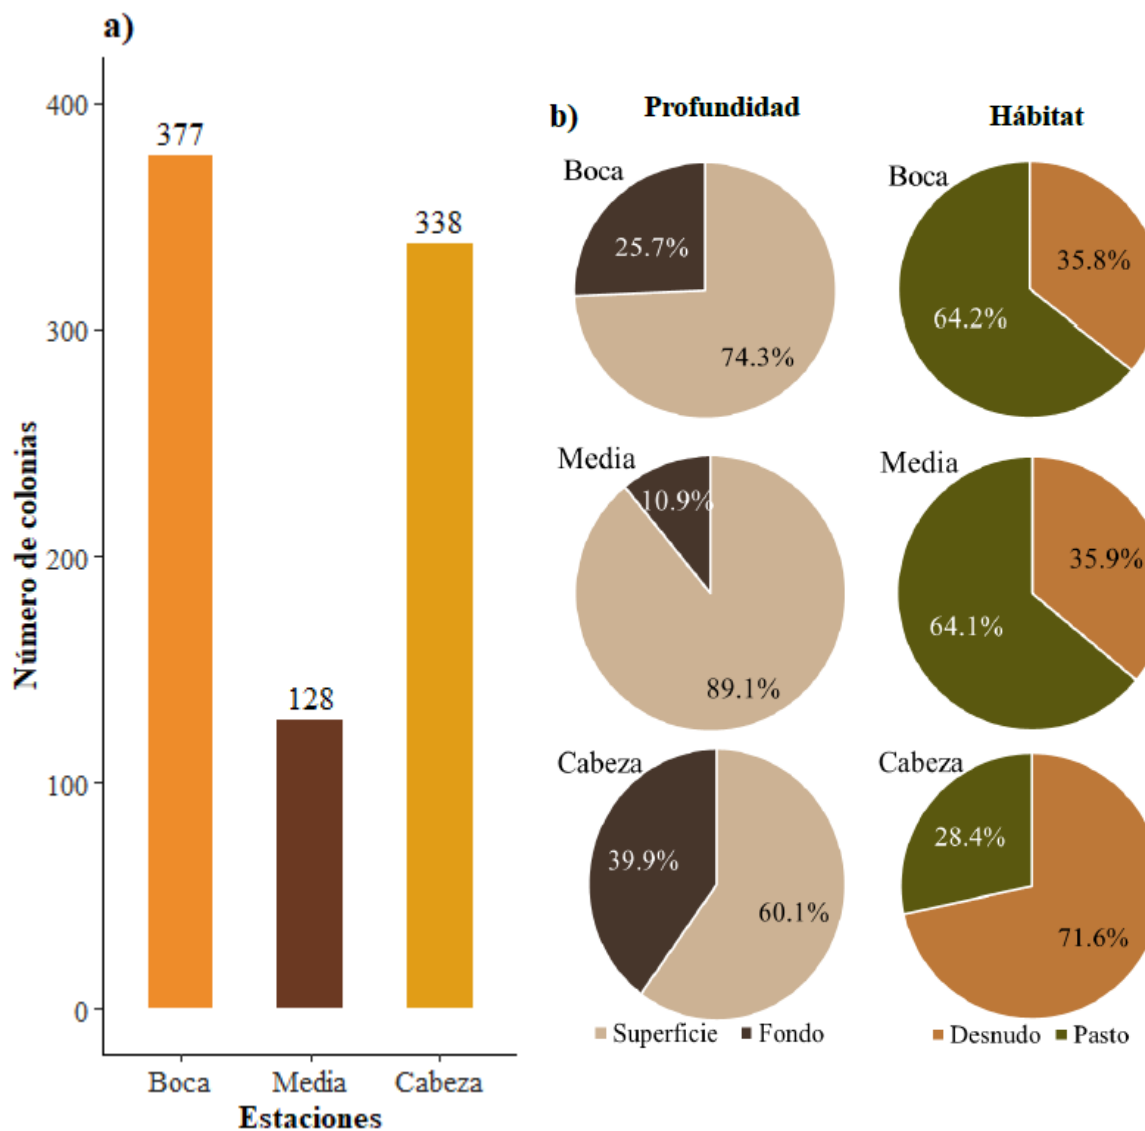 a)
400
300
200
100
0
377
128
338
Número de colonias
Boca
Media
Cabeza
Estaciones
b)
Profundidad
Hábitat
Boca
25.7%
74.3%
Boca
35.8%
64.2%
Media
10.9%
89.1%
Media
35.9%
64.1%
Cabeza
39.9%
60.1%
Cabeza
28.4%
71.6%
Superficie
Fondo
Desnudo
Pasto